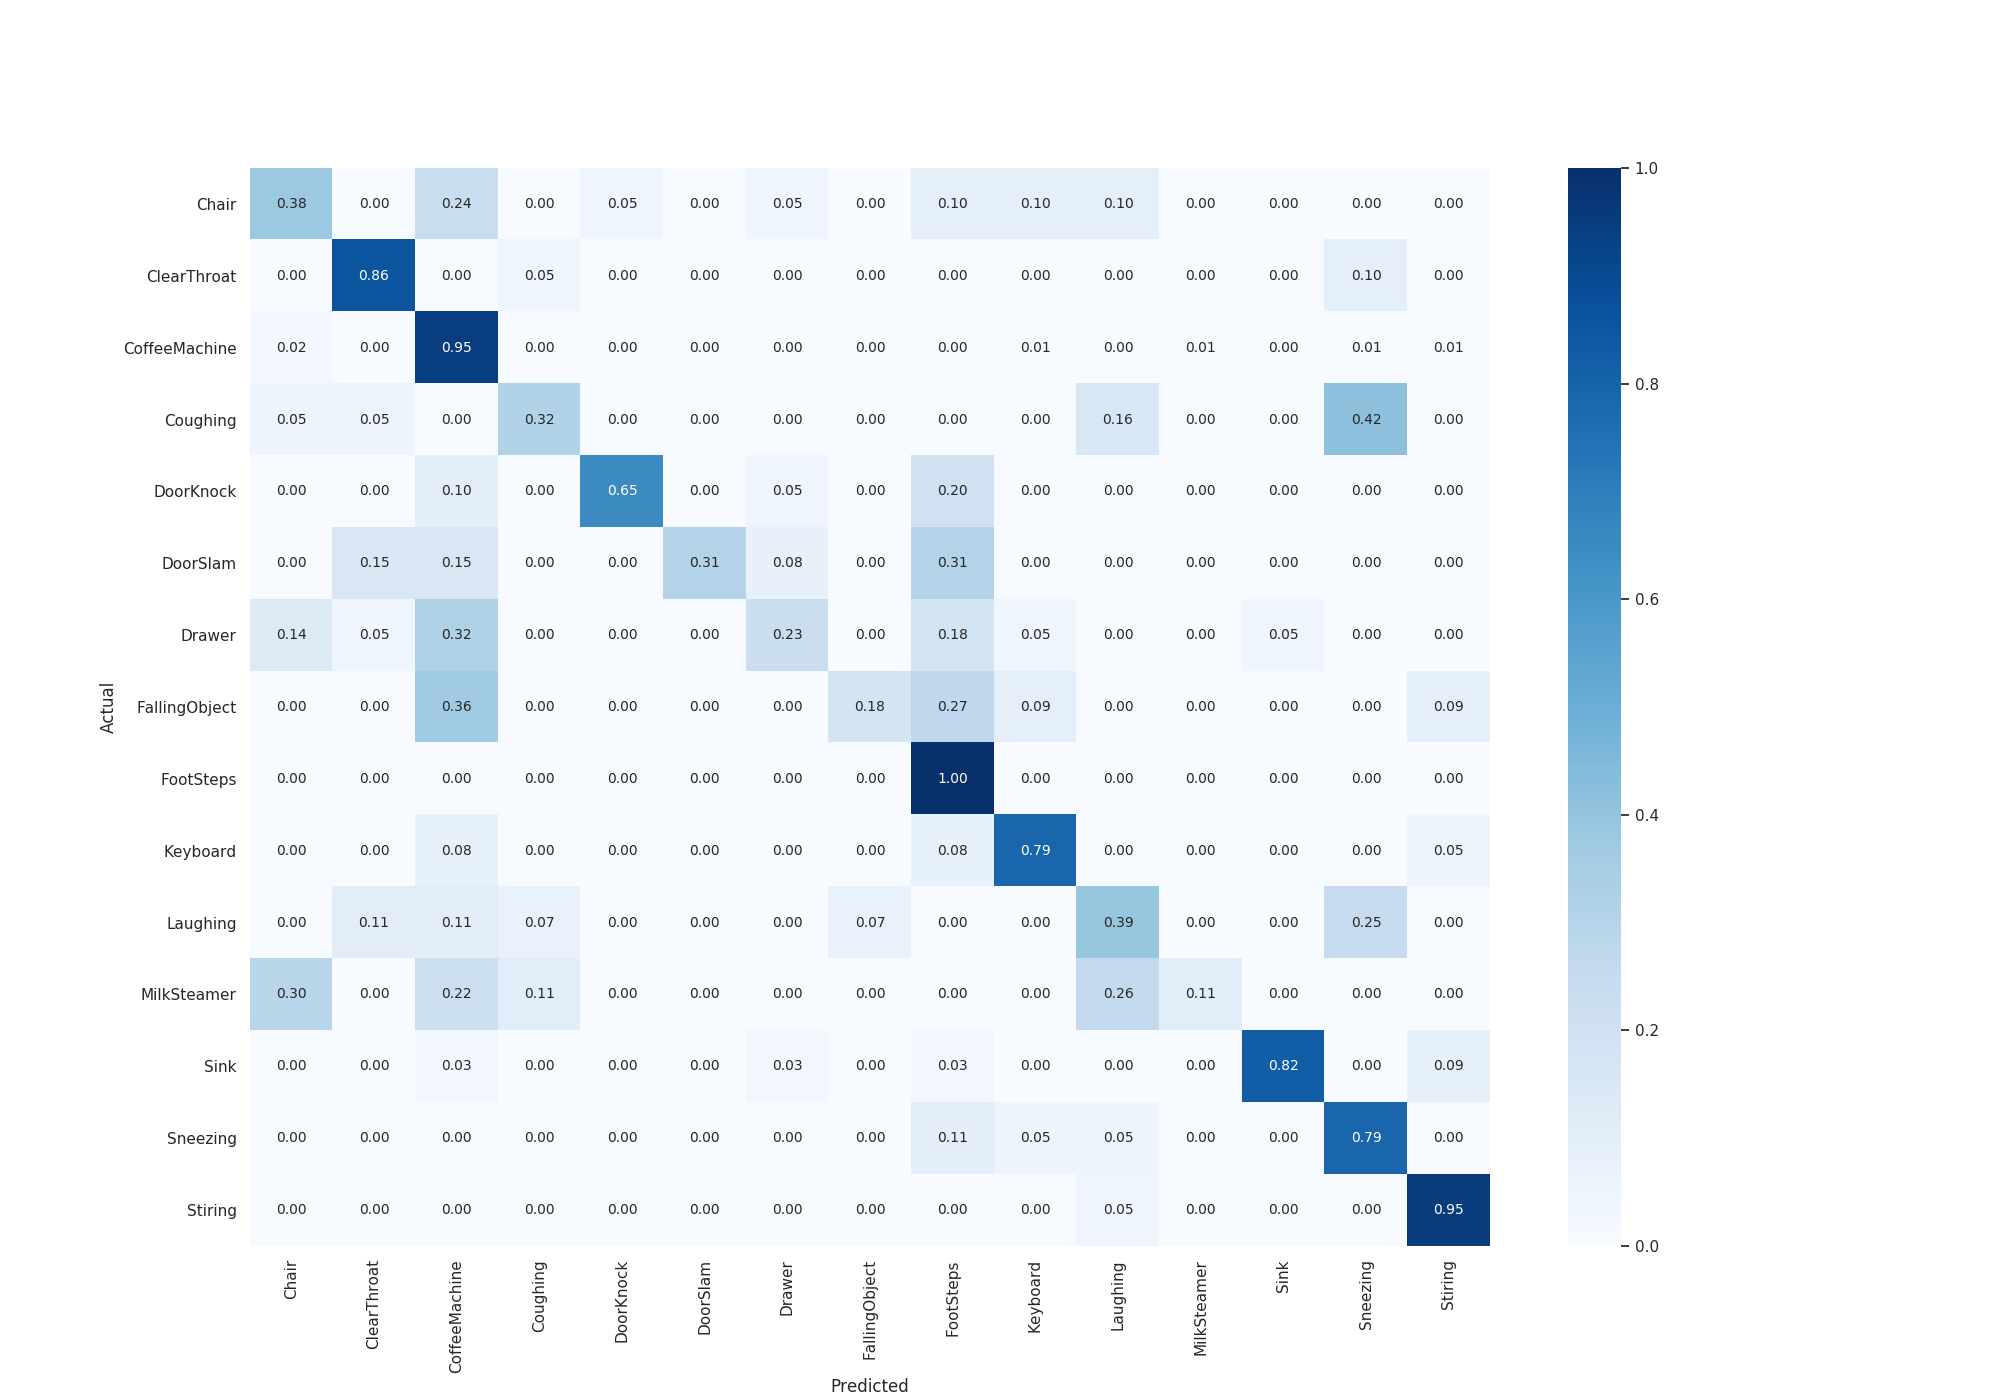 Chair 0.38 0.00 0.24 0.00 0.05 0.00 0.05 0.00 0.10 0.10 0.10 0.00 0.00 0.00 0.00
ClearThroat 0.00 0.86 0.00 0.05 0.00 0.00 0.00 0.00 0.00 0.00 0.00 0.00 0.00 0.10 0.00
CoffeeMachine 0.02 0.00 0.95 0.00 0.00 0.00 0.00 0.00 0.00 0.01 0.00 0.01 0.00 0.01 0.01
Coughing 0.05 0.05 0.00 0.32 0.00 0.00 0.00 0.00 0.00 0.00 0.16 0.00 0.00 0.42 0.00
DoorKnock 0.00 0.00 0.10 0.00 0.65 0.00 0.05 0.00 0.20 0.00 0.00 0.00 0.00 0.00 0.00
DoorSlam 0.00 0.15 0.15 0.00 0.00 0.31 0.08 0.00 0.31 0.00 0.00 0.00 0.00 0.00 0.00
Drawer 0.14 0.05 0.32 0.00 0.00 0.00 0.23 0.00 0.18 0.05 0.00 0.00 0.05 0.00 0.00
FallingObject 0.00 0.00 0.36 0.00 0.00 0.00 0.00 0.18 0.27 0.09 0.00 0.00 0.00 0.00 0.09
FootSteps 0.00 0.00 0.00 0.00 0.00 0.00 0.00 0.00 1.00 0.00 0.00 0.00 0.00 0.00 0.00
Keyboard 0.00 0.00 0.08 0.00 0.00 0.00 0.00 0.00 0.08 0.79 0.00 0.00 0.00 0.00 0.05
Laughing 0.00 0.11 0.11 0.07 0.00 0.00 0.00 0.07 0.00 0.00 0.39 0.00 0.00 0.25 0.00
MilkSteamer 0.30 0.00 0.22 0.11 0.00 0.00 0.00 0.00 0.00 0.00 0.26 0.11 0.00 0.00 0.00
Sink 0.00 0.00 0.03 0.00 0.00 0.00 0.03 0.00 0.03 0.00 0.00 0.00 0.82 0.00 0.09
Sneezing 0.00 0.00 0.00 0.00 0.00 0.00 0.00 0.00 0.11 0.05 0.05 0.00 0.00 0.79 0.00
Stiring 0.00 0.00 0.00 0.00 0.00 0.00 0.00 0.00 0.00 0.00 0.05 0.00 0.00 0.00 0.95
Actual
Chair ClearThroat CoffeeMachine Coughing DoorKnock DoorSlam Drawer FallingObject FootSteps Keyboard Laughing MilkSteamer Sink Sneezing Stiring
Predicted
1.0
0.8
0.6
0.4
0.2
0.0